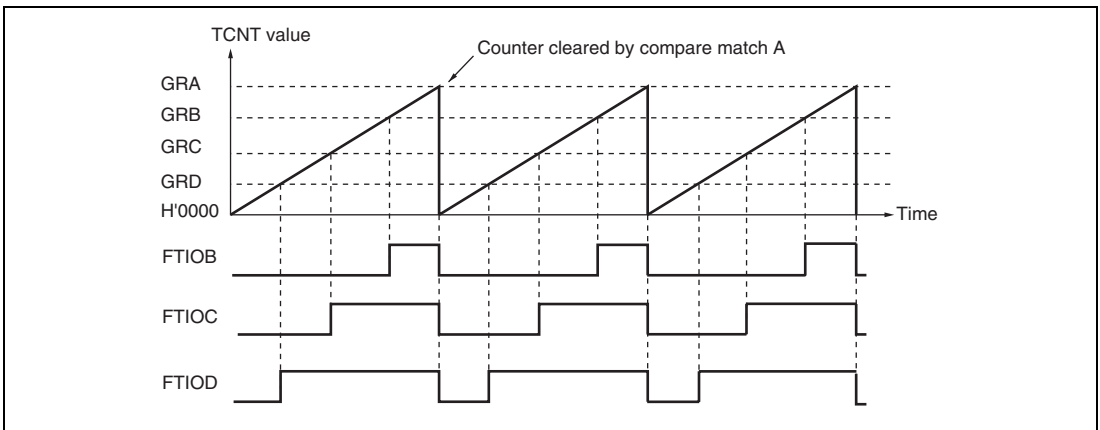 TCNT value
Counter cleared by compare match A
GRA
GRB
GRC
GRD
H'0000
Time
FTIOB
FTIOC
FTIOD